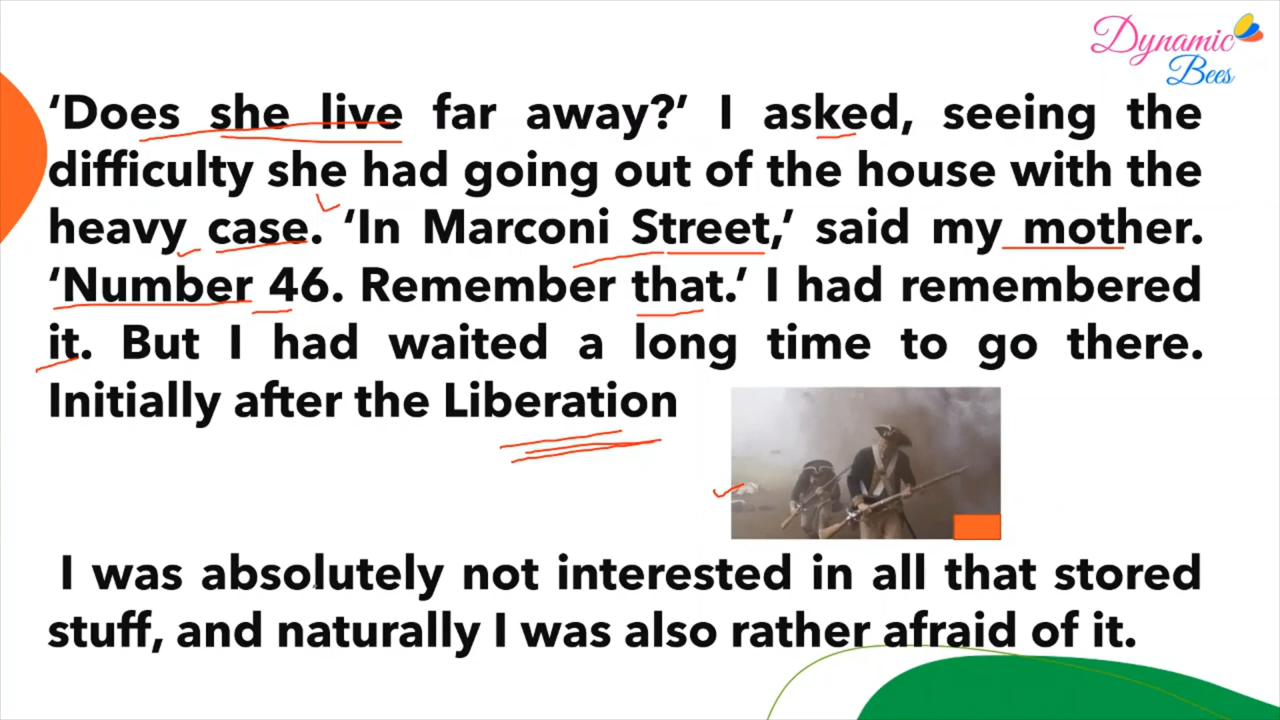 Dynamic
Bees
‘Does she live far away?’ I asked, seeing the
difficulty she had going out of the house with the
heavy case. ‘In Marconi Street,’ said my mother.
‘Number 46. Remember that.’ I had remembered
it. But I had waited a long time to go there.
Initially after the Liberation
I was absolutely not interested in all that stored
stuff, and naturally I was also rather afraid of it.